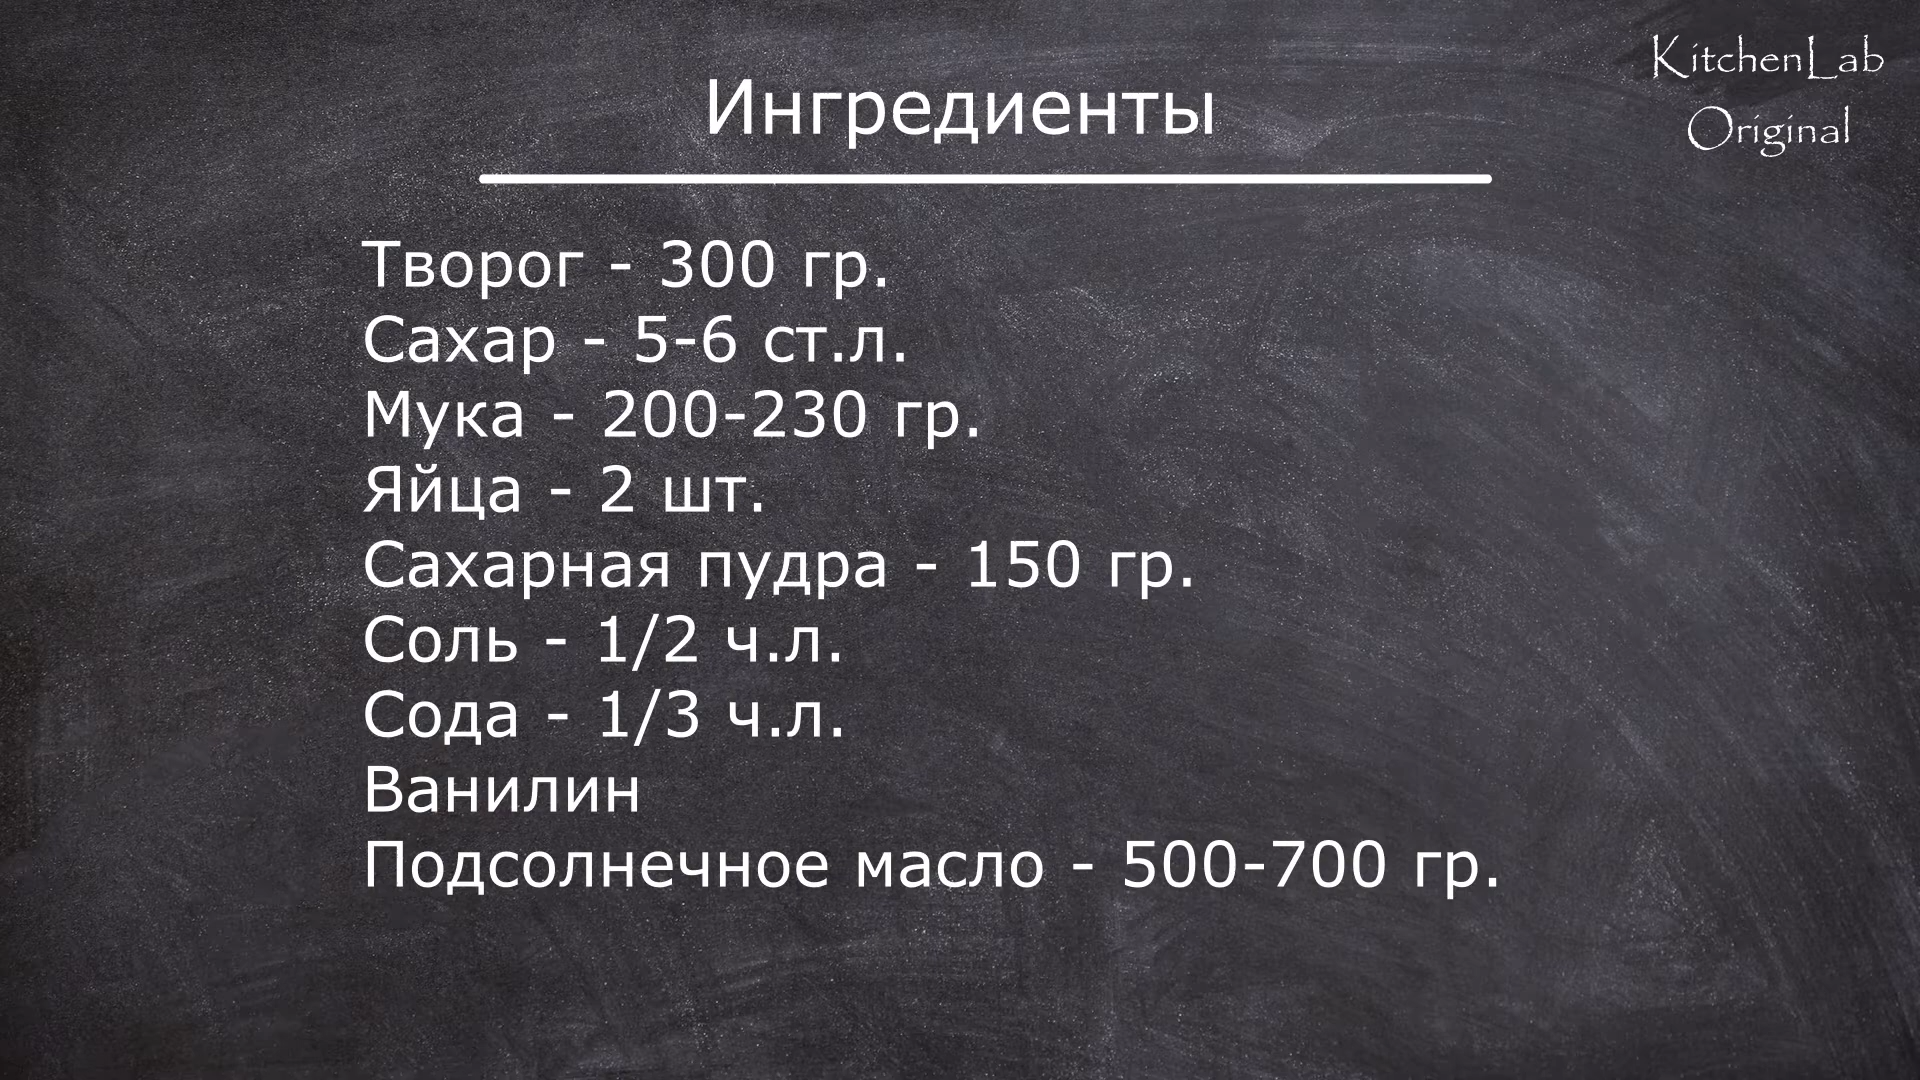 KitchenLab
Original
Ингредиенты
Творог - 300 гр.
Сахар - 5-6 ст.л.
Мука - 200-230 гр.
Яйца - 2 шт.
Сахарная пудра - 150 гр.
Соль - 1/2 ч.л.
Сода - 1/3 ч.л.
Ванилин
Подсолнечное масло - 500-700 гр.